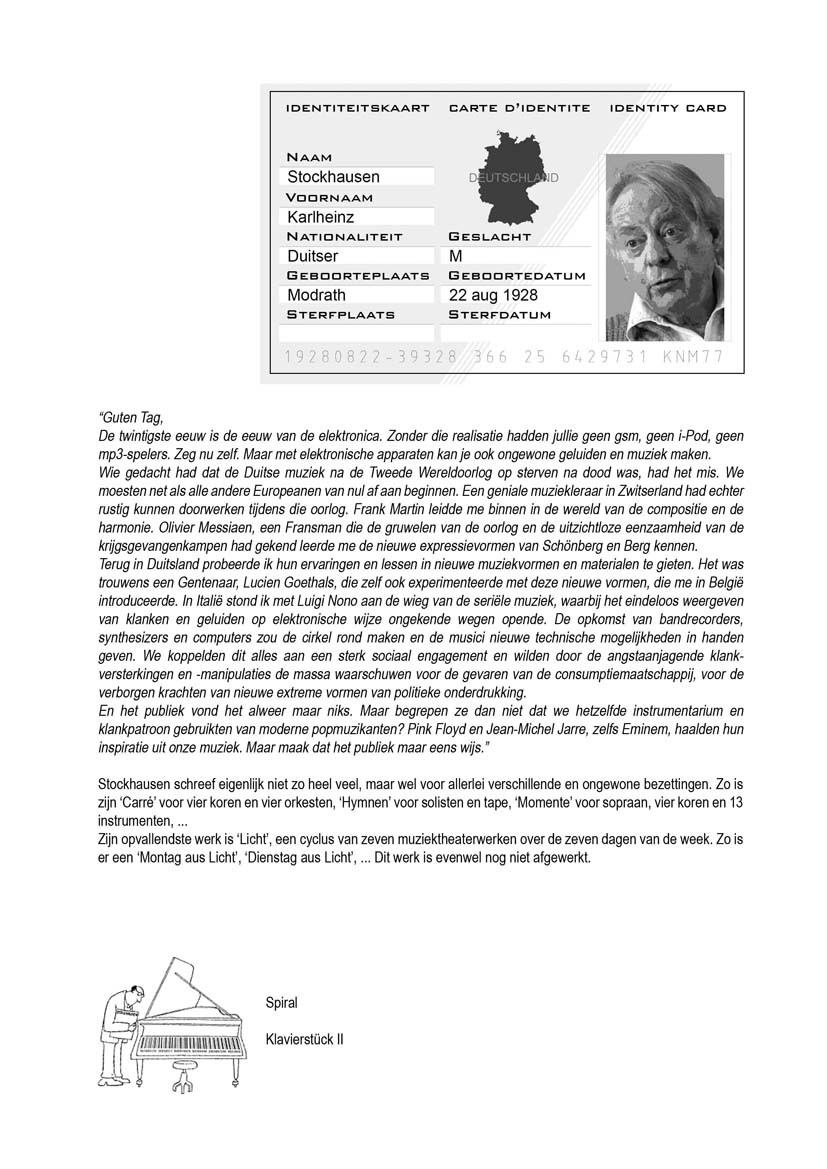 IDENTITEITSKAART CARTE D'IDENTITE IDENTITY CARD
NAAM
Stockhausen
DEUTSCHLAND
VOORNAAM
Karlheinz
NATIONALITEIT GESLACHT
Duitser M
GEBOORTEPLAATS GEBOORTEDATUM
Modrath 22 aug 1928
STERFPLAATS STERFDATUM
19280822-39328 366 25 6429731 KNM77
“Guten Tag,
De twintigste eeuw is de eeuw van de elektronica. Zonder die realisatie hadden jullie geen gsm, geen i-Pod, geen
mp3-spelers. Zeg nu zelf. Maar met elektronische apparaten kan je ook ongewone geluiden en muziek maken.
Wie gedacht had dat de Duitse muziek na de Tweede Wereldoorlog op sterven na dood was, had het mis. We
moesten net als alle andere Europeanen van nul af aan beginnen. Een geniale muziekleraar in Zwitserland had echter
rustig kunnen doorwerken tijdens die oorlog. Frank Martin leidde me binnen in de wereld van de compositie en de
harmonie. Olivier Messiaen, een Fransman die de gruwelen van de oorlog en de uitzichtloze eenzaamheid van de
krijgsgevangenkampen had gekend leerde me de nieuwe expressievormen van Schönberg en Berg kennen.
Terug in Duitsland probeerde ik hun ervaringen en lessen in nieuwe muziekvormen en materialen te gieten. Het was
trouwens een Gentenaar, Lucien Goethals, die zelf ook experimenteerde met deze nieuwe vormen, die me in België
introduceerde. In Italië stond ik met Luigi Nono aan de wieg van de seriële muziek, waarbij het eindeloos weergeven
van klanken en geluiden op elektronische wijze ongekende wegen opende. De opkomst van bandrecorders,
synthesizers en computers zou de cirkel rond maken en de musici nieuwe technische mogelijkheden in handen
geven. We koppelden dit alles aan een sterk sociaal engagement en wilden door de angstaanjagende klank-
versterkingen en -manipulaties de massa waarschuwen voor de gevaren van de consumptiemaatschappij, voor de
verborgen krachten van nieuwe extreme vormen van politieke onderdrukking.
En het publiek vond het alweer maar niks. Maar begrepen ze dan niet dat we hetzelfde instrumentarium en
klankpatroon gebruikten van moderne popmuzikanten? Pink Floyd en Jean-Michel Jarre, zelfs Eminem, haalden hun
inspiratie uit onze muziek. Maar maak dat het publiek maar eens wijs.”
Stockhausen schreef eigenlijk niet zo heel veel, maar wel voor allerlei verschillende en ongewone bezettingen. Zo is
zijn ‘Carré’ voor vier koren en vier orkesten, ‘Hymnen’ voor solisten en tape, ‘Momente’ voor sopraan, vier koren en 13
instrumenten, ...
Zijn opvallendste werk is ‘Licht’, een cyclus van zeven muziektheaterwerken over de zeven dagen van de week. Zo is
er een ‘Montag aus Licht’, ‘Dienstag aus Licht’, ... Dit werk is evenwel nog niet afgewerkt.
Spiral
Klavierstück II